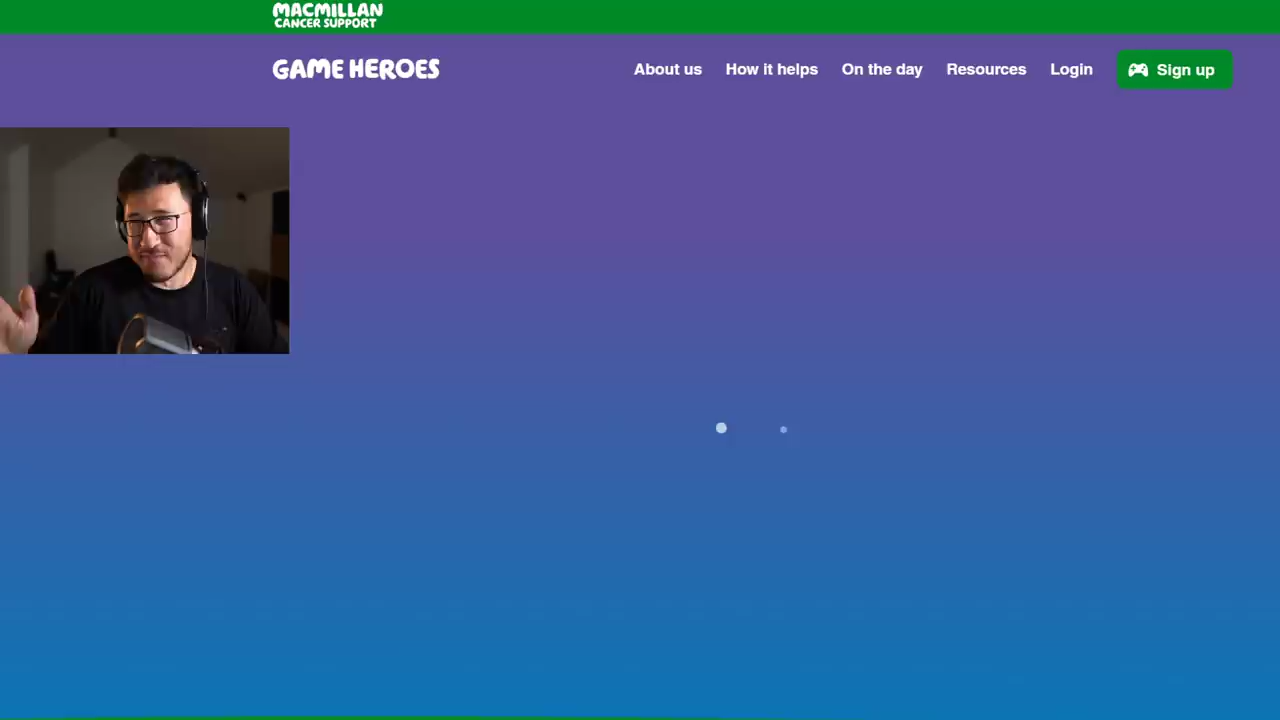 MACMILLAN
CANCER SUPPORT
GAME HEROES
About us
How it helps
On the day
Resources
Login
Sign up